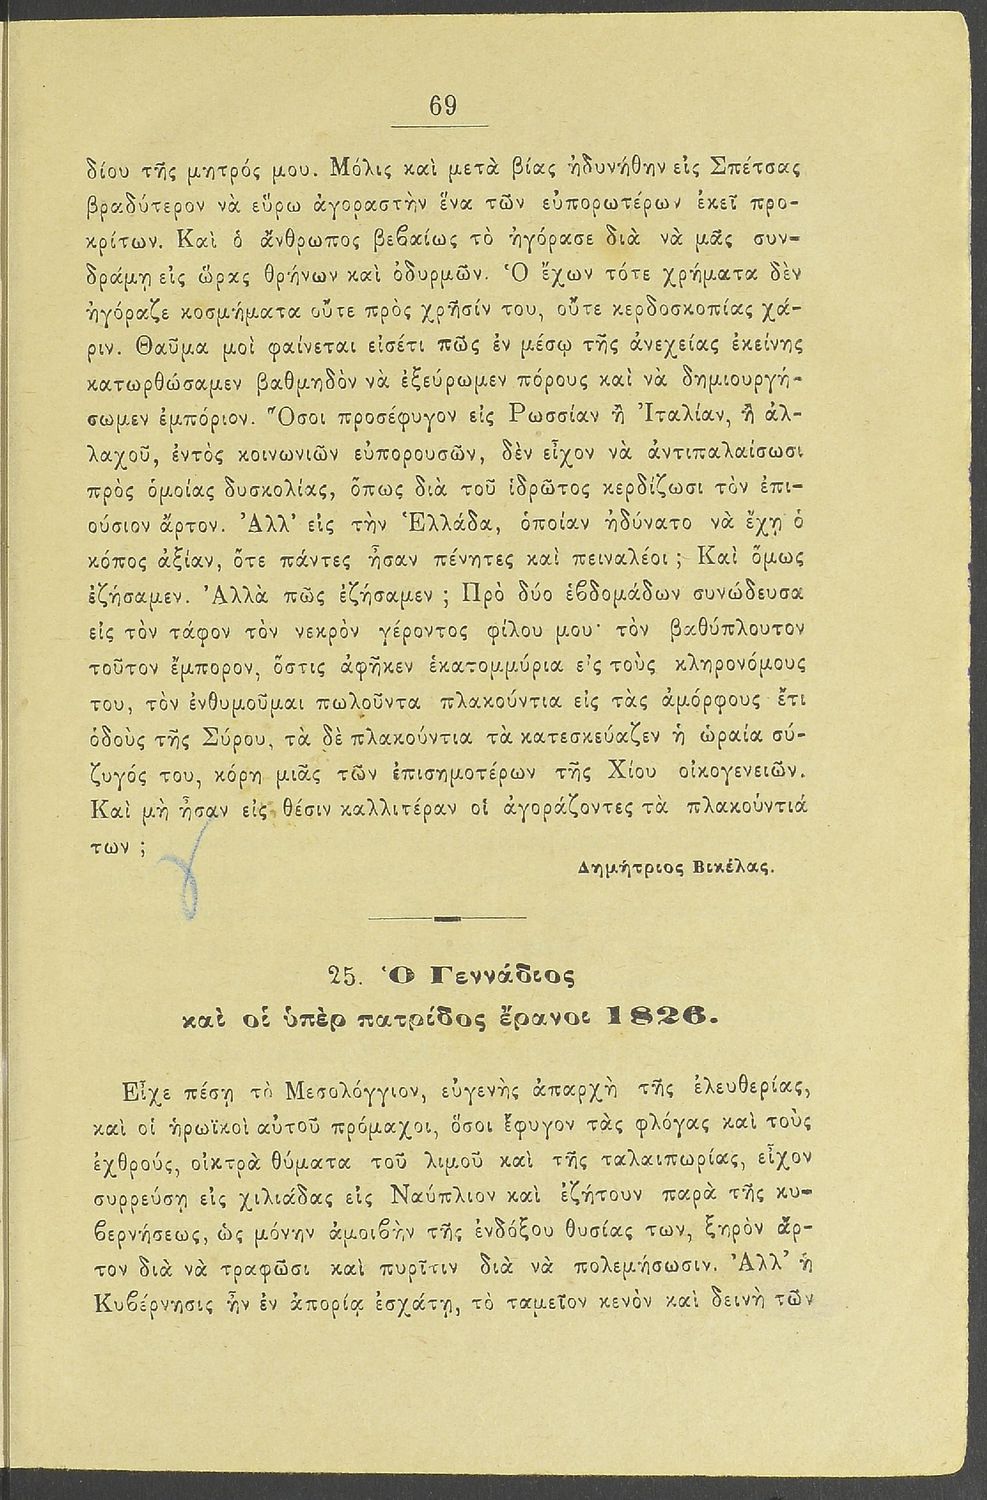 69
δίου τῆς μητρός μου. Μόλις καὶ μετὰ βίας ἠδυνήθην εἰς Σπέτσας
βραδύτερον νὰ εὕρω ἀγοραστὴν ἕνα τῶν εὐπορωτέρων ἐκεῖ προ-
κρίτων. Καὶ ὁ ἄνθρωπος βεβαίως τὸ ἠγόρασε διὰ νὰ μᾶς συν-
δράμῃ εἰς ὥρας θρήνων καὶ ὀδυρμῶν. Ὁ ἔχων τότε χρήματα δὲν
ἠγόραζε κοσμήματα οὔτε πρὸς χρῆσίν του, οὔτε κερδοσκοπίας χά-
ριν. Θαῦμα μοὶ φαίνεται εἰσέτι πῶς ἐν μέσῳ τῆς ἀνεχείας ἐκείνης
κατωρθώσαμεν βαθμηδὸν νὰ ἐξεύρωμεν πόρους καὶ νὰ δημιουργή-
σωμεν ἐμπόριον. Ὅσοι προσέφυγον εἰς Ρωσσίαν ἢ Ἰταλίαν, ἢ ἀλ-
λαχοῦ, ἐντὸς κοινωνιῶν εὐπορουσῶν, δὲν εἶχον νὰ ἀντιπαλαίσωσι
πρὸς ὁμοίας δυσκολίας, ὅπως διὰ τοῦ ἱδρῶτος κερδίζωσι τὸν ἐπι-
ούσιον ἄρτον. Ἀλλ' εἰς τὴν Ἑλλάδα, ὁποίαν ἠδύνατο νὰ ἔχῃ ὁ
κόπος ἀξίαν, ὅτε πάντες ἦσαν πένητες καὶ πειναλέοι ; Καὶ ὅμως
ἐζήσαμεν. Ἀλλὰ πῶς ἐζήσαμεν ; Πρὸ δύο ἑβδομάδων συνώδευσα
εἰς τὸν τάφον τὸν νεκρὸν γέροντος φίλου μου· τὸν βαθύπλουτον
τοῦτον ἔμπορον, ὅστις ἀφῆκεν ἑκατομμύρια ε'ς τοὺς κληρονόμους
του, τὸν ἐνθυμοῦμαι πωλοῦντα πλακούντια εἰς τὰς ἀμόρφους ἔτι
ὁδοὺς τῆς Σύρου, τὰ δὲ πλακούντια τὰ κατεσκεύαζεν ἡ ὡραία σύ-
ζυγός του, κόρη μιᾶς τῶν ἐπισημοτέρων τῆς Χίου οἰκογενειῶν.
Καὶ μὴ ἦσαν εἰς θέσιν καλλιτέραν οἱ ἀγοράζοντες τὰ πλακούντιά
των ;
Δημήτριος Βικέλας.
25. Ὁ Γεννάδιος
καὶ οἱ ὑπὲρ πατρίδος ἔρανοι 1826.
Εἶχε πέσῃ τὸ Μεσολόγγιον, εὐγενὴς ἀπαρχὴ τῆς ἐλευθερίας,
καὶ οἱ ἡρωϊκοὶ αὐτοῦ πρόμαχοι, ὅσοι ἔφυγον τὰς φλόγας καὶ τοὺς
ἐχθρούς, οἰκτρὰ θύματα τοῦ λιμοῦ καὶ τῆς ταλαιπωρίας, εἶχον
συρρεύσῃ εἰς χιλιάδας εἰς Ναύπλιον καὶ ἐζήτουν παρὰ τῆς κυ-
βερνήσεως, ὡς μόνην ἀμοιβὴν τῆς ἐνδόξου θυσίας των, ξηρὸν ἄρ-
τον διὰ νὰ τραφῶσι καὶ πυρῖτιν διὰ νὰ πολεμήσωσιν. Ἀλλ' ἡ
Κυβέρνησις ἦν ἐν ἀπορίᾳ ἐσχάτῃ, τὸ ταμεῖον κενὸν καὶ δεινὴ τῶν